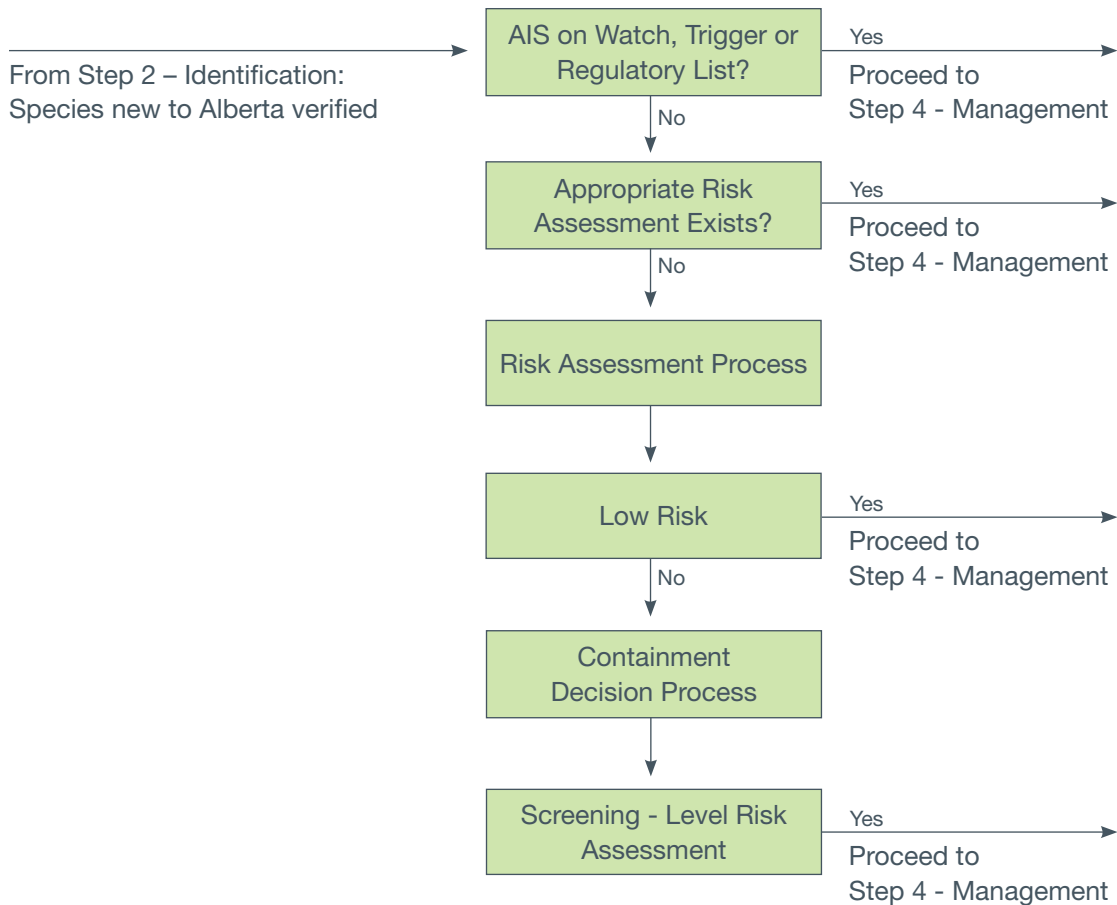 AIS on Watch, Trigger or
Regulatory List?
From Step 2 – Identification:
Species new to Alberta verified
Yes
Proceed to
Step 4 - Management
No
Appropriate Risk
Assessment Exists?
Yes
Proceed to
Step 4 - Management
No
Risk Assessment Process
Low Risk
Yes
Proceed to
Step 4 - Management
No
Containment
Decision Process
Screening - Level Risk
Assessment
Yes
Proceed to
Step 4 - Management